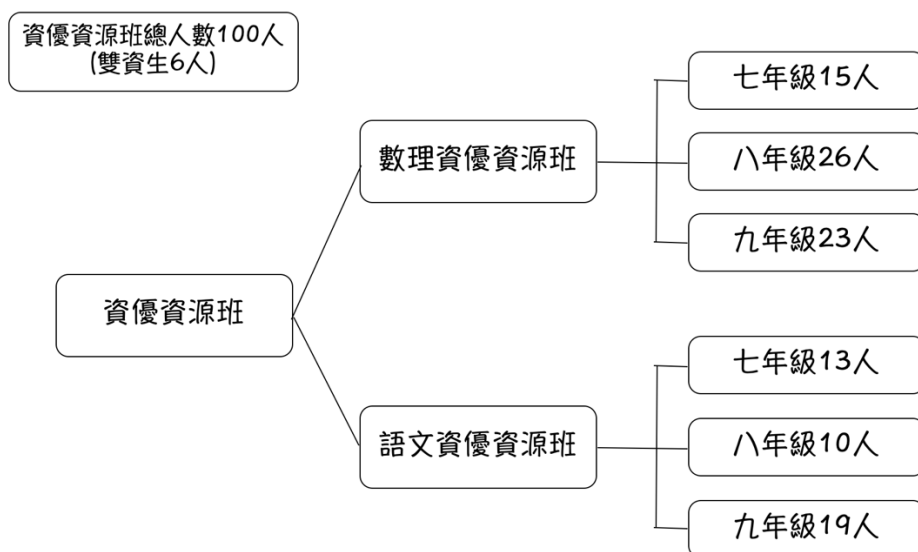 資優資源班總人數100人
(雙資生6人)
七年級15人
數理資優資源班
八年級26人
九年級23人
資優資源班
七年級13人
語文資優資源班
八年級10人
九年級19人